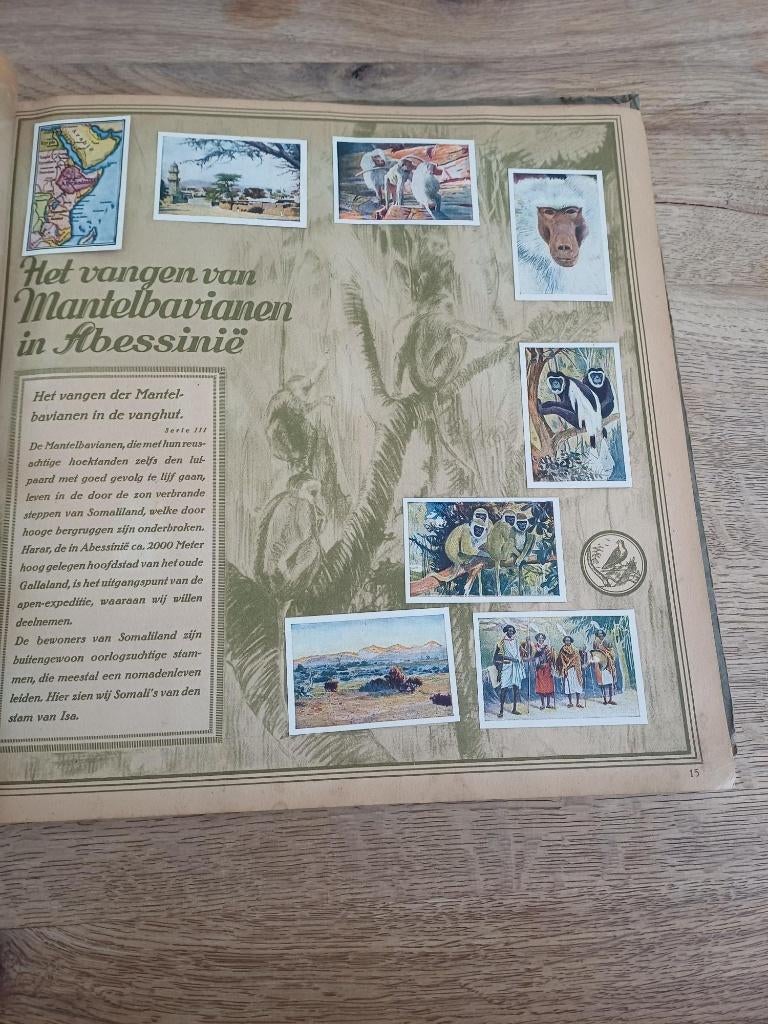 Arabië
Het vangen van
Mantelbavianen
in Abessinië
Het vangen der Mantel-
bavianen in de vanghut.
Serie III
De Mantelbavianen, die met hun reus-
achtige hoektanden zelfs den lui-
paard met goed gevolg te lijf gaan,
leven in de door de zon verbrande
steppen van Somaliland, welke door
hooge bergruggen zijn onderbroken.
Harar, de in Abessinië ca. 2000 Meter
hoog gelegen hoofdstad van het oude
Gallaland, is het uitgangspunt van de
apen-expeditie, waaraan wij willen
deelnemen.
De bewoners van Somaliland zijn
buitengewoon oorlogzuchtige stam-
men, die meestal een nomadenleven
leiden. Hier zien wij Somali's van den
stam van Isa.
15